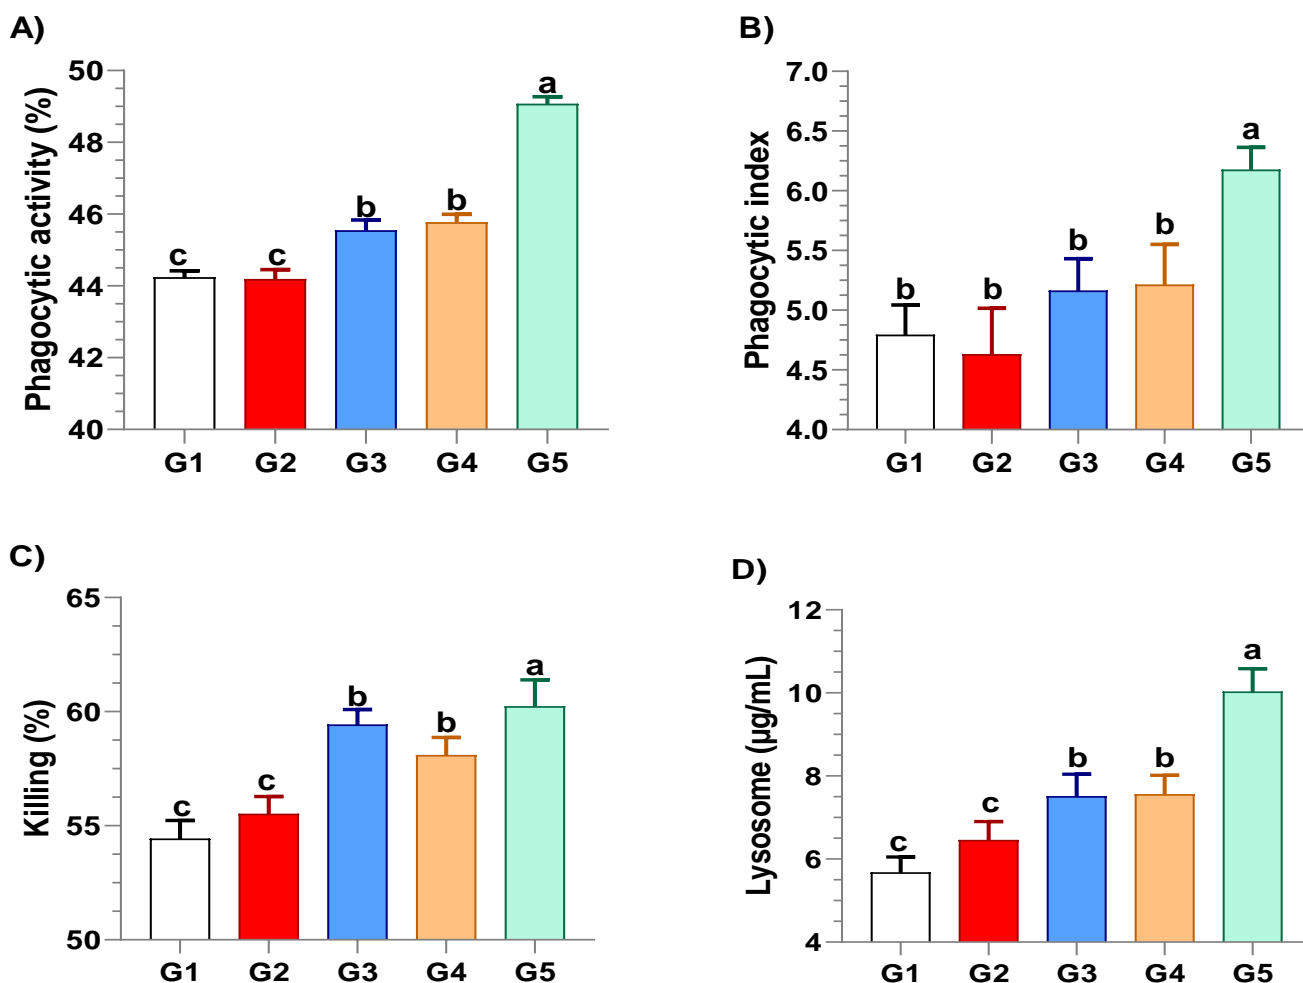 A)
Phagocytic activity (%)
50
48
46
44
42
40
c
c
b
b
a
G1
G2
G3
G4
G5
B)
Phagocytic index
7.0
6.5
6.0
5.5
5.0
4.5
4.0
b
b
b
b
a
G1
G2
G3
G4
G5
C)
Killing (%)
65
60
55
50
c
c
b
b
a
G1
G2
G3
G4
G5
D)
Lysosome (µg/mL)
12
10
8
6
4
c
c
b
b
a
G1
G2
G3
G4
G5